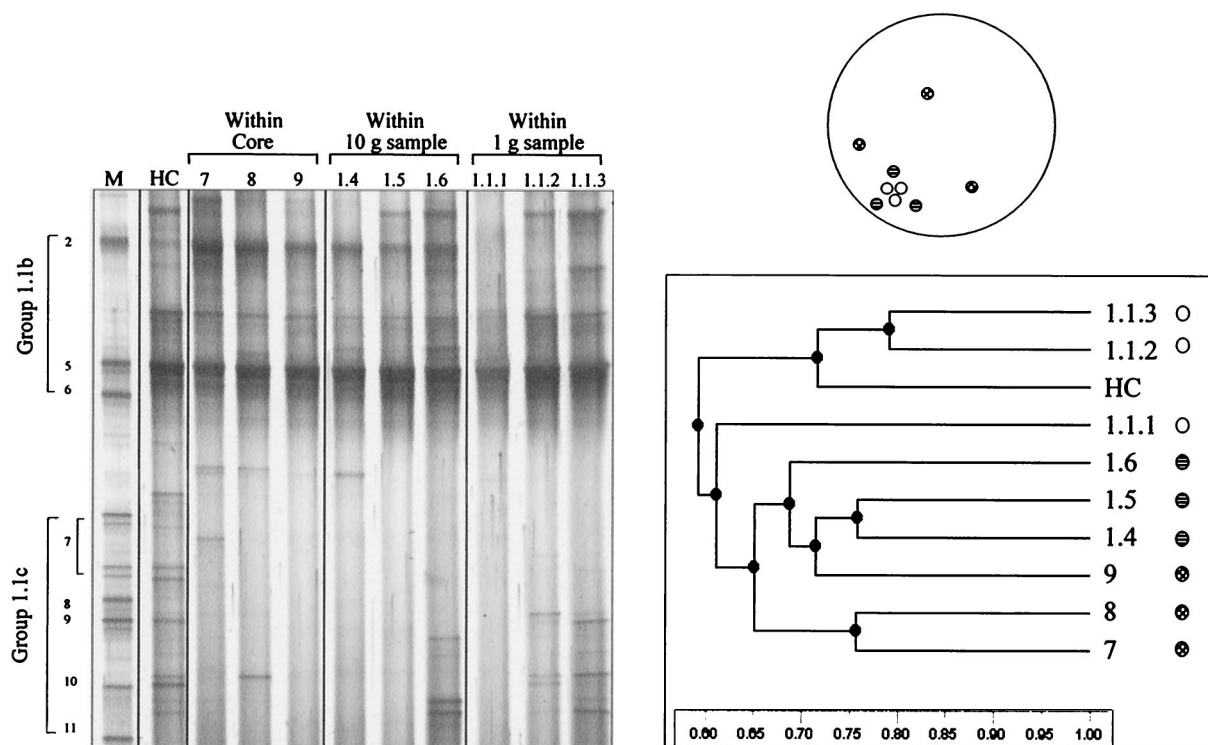 Within Core
Within 10 g sample
Within 1 g sample
M HC 7 8 9 1.4 1.5 1.6 1.1.1 1.1.2 1.1.3
Group 1.1b
2
5
6
Group 1.1c
7
8
9
10
11
1.1.3
1.1.2
HC
1.1.1
1.6
1.5
1.4
9
8
7
0.60 0.65 0.70 0.75 0.80 0.85 0.90 0.95 1.00